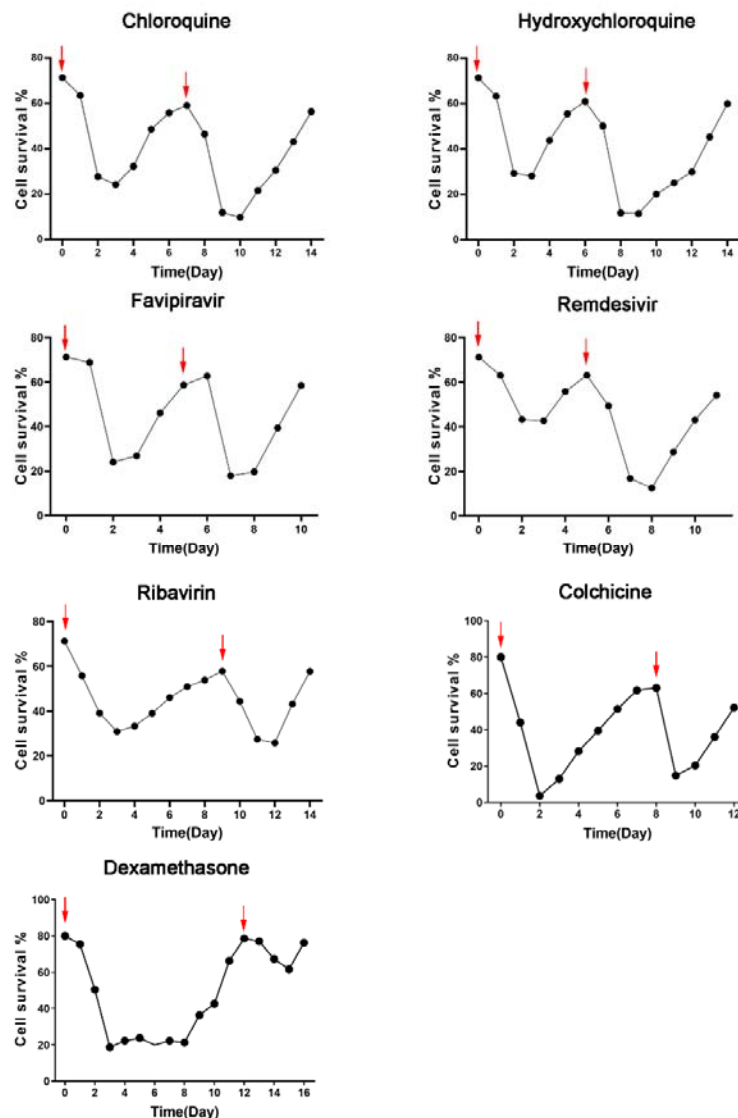 Chloroquine
Cell survival %
80
60
40
20
0
0 2 4 6 8 10 12 14
Time(Day)
Hydroxychloroquine
Cell survival %
80
60
40
20
0
0 2 4 6 8 10 12 14
Time(Day)
Favipiravir
Cell survival %
80
60
40
20
0
0 2 4 6 8 10
Time(Day)
Remdesivir
Cell survival %
80
60
40
20
0
0 2 4 6 8 10
Time(Day)
Ribavirin
Cell survival %
80
60
40
20
0
0 2 4 6 8 10 12 14
Time(Day)
Colchicine
Cell survival %
100
80
60
40
20
0
0 2 4 6 8 10 12
Time(Day)
Dexamethasone
Cell survival %
100
80
60
40
20
0
0 2 4 6 8 10 12 14 16
Time(Day)